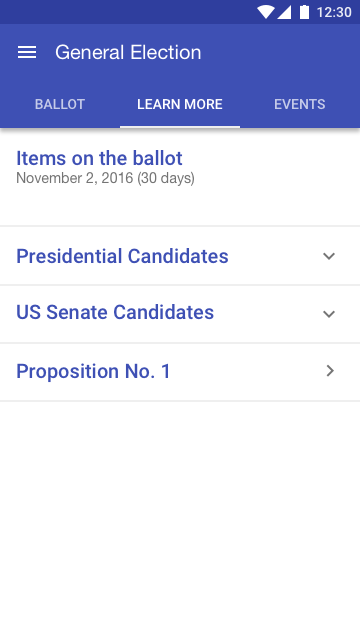 12:30
General Election
BALLOT LEARN MORE EVENTS
Items on the ballot
November 2, 2016 (30 days)
Presidential Candidates
US Senate Candidates
Proposition No. 1